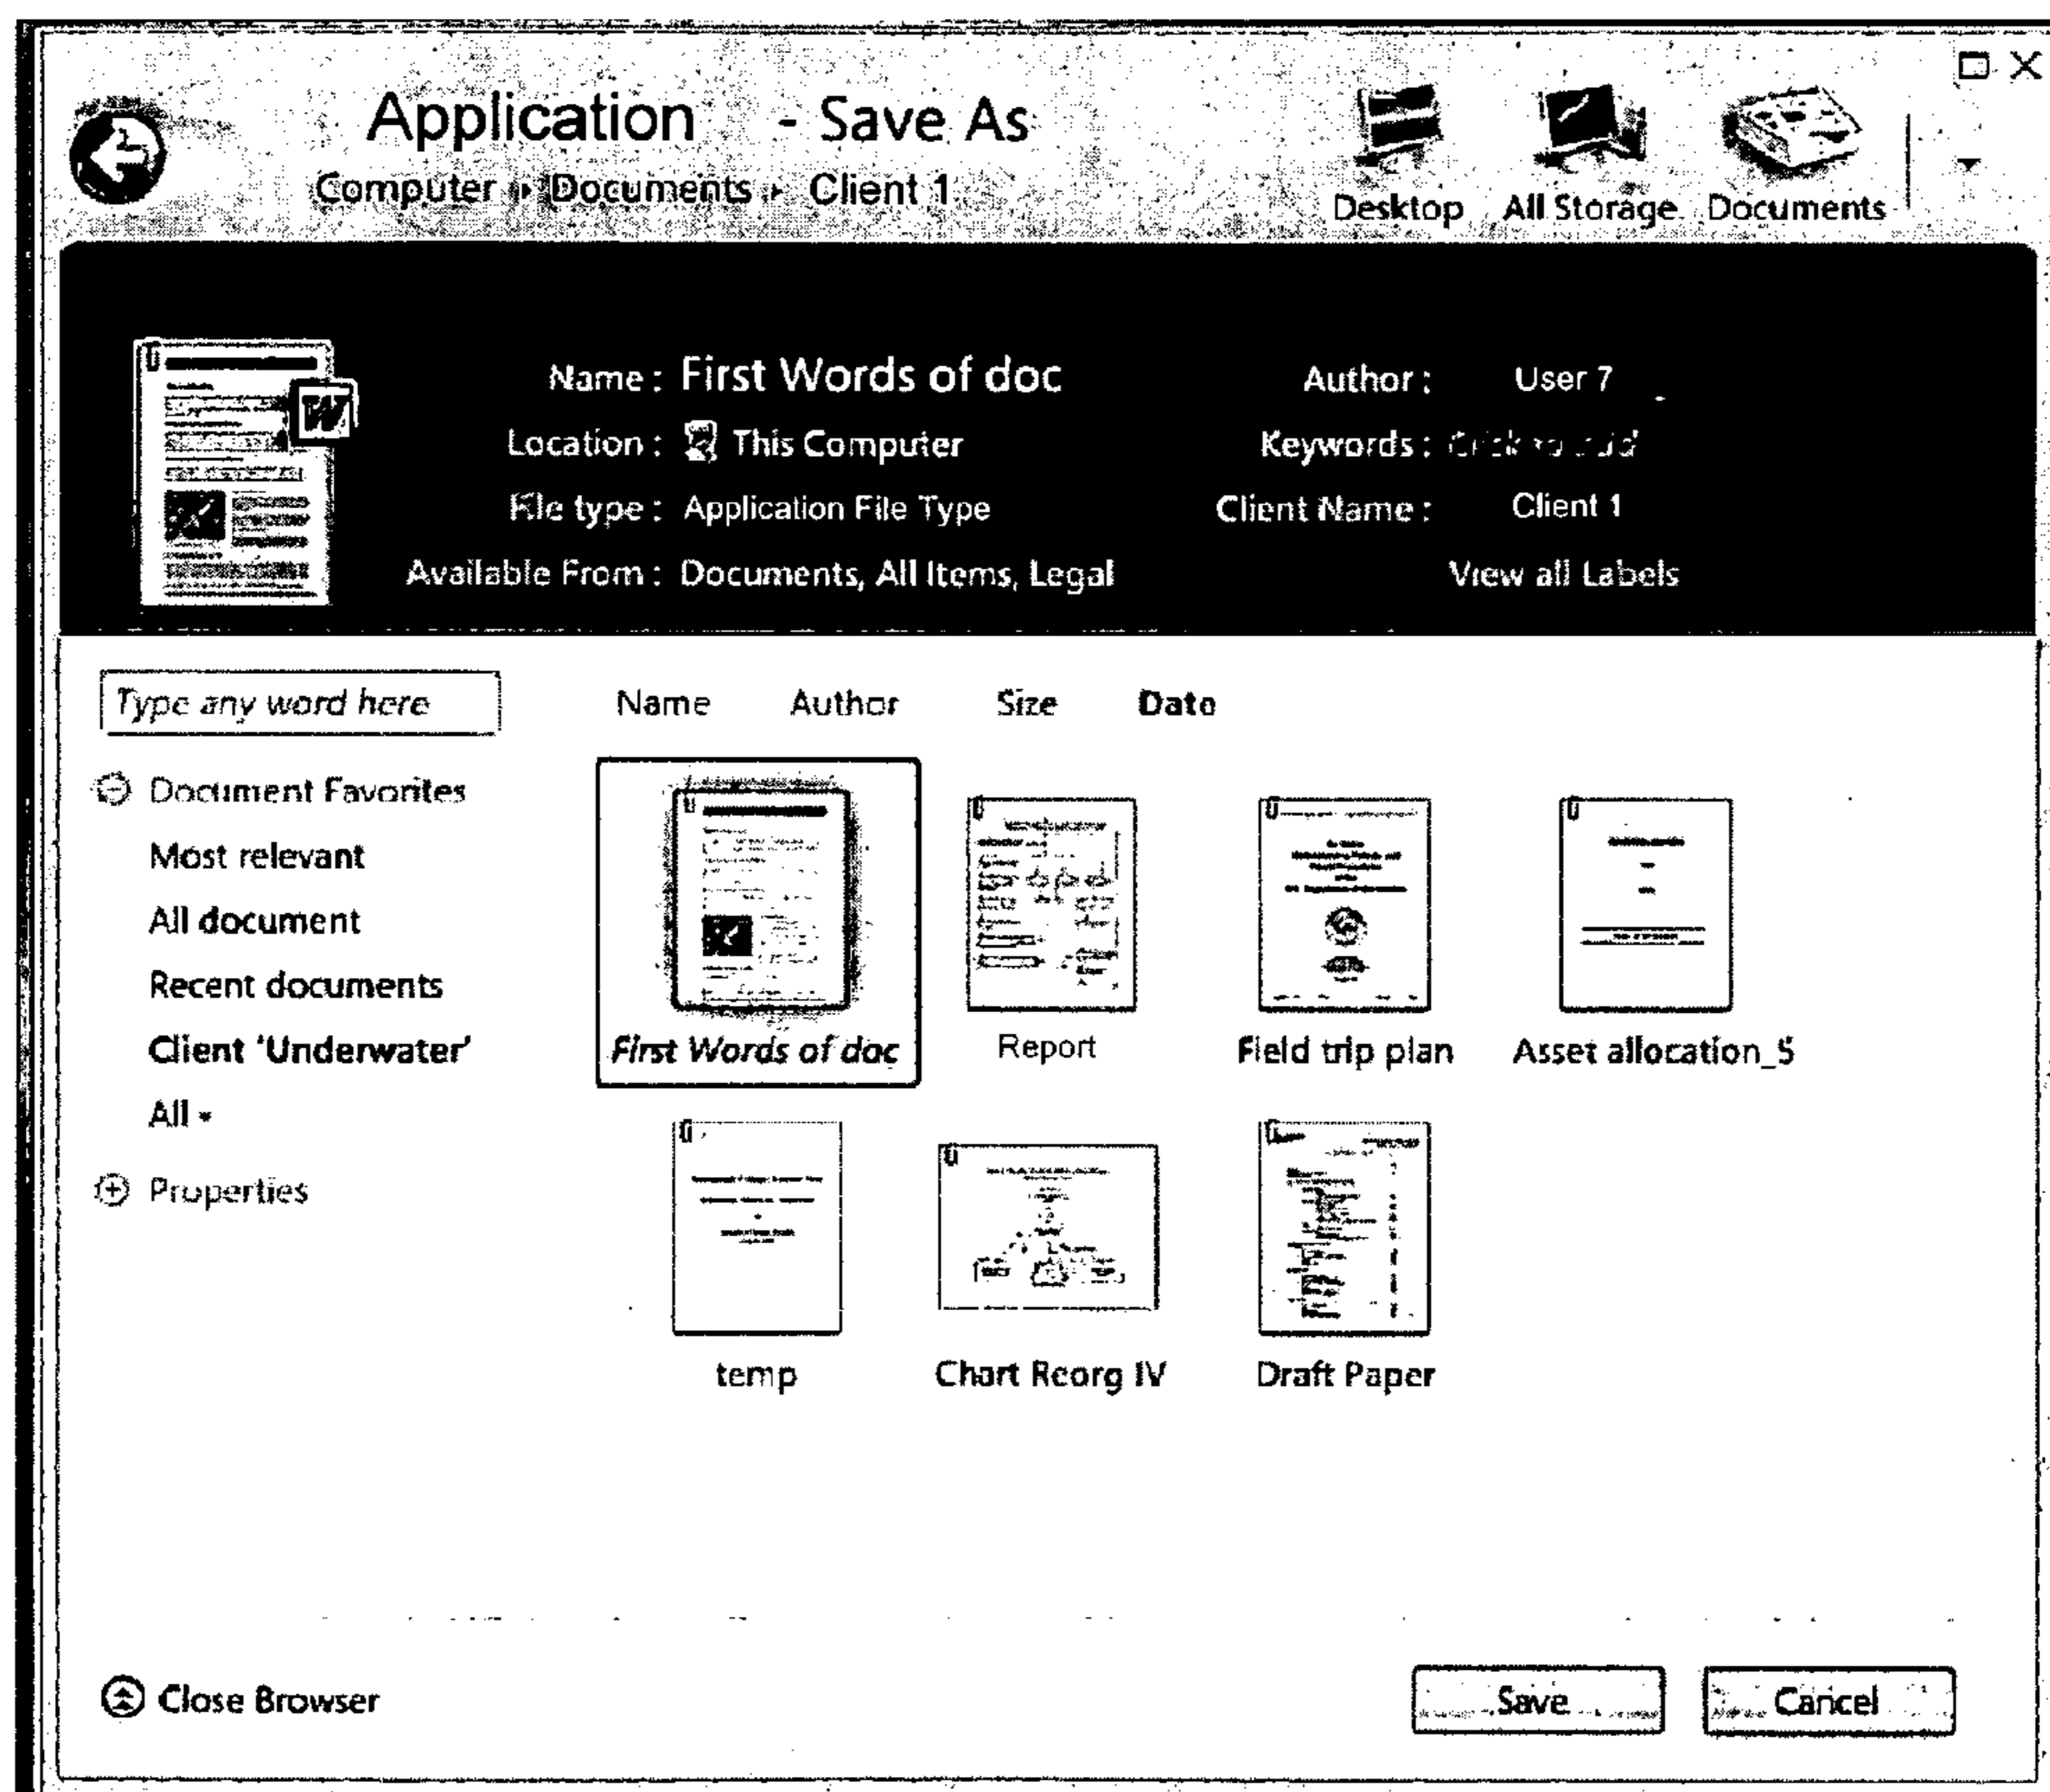 Application - Save As
Computer ▸ Documents ▸ Client 1
Desktop All Storage Documents
Name : First Words of doc Author : User 7
Location : This Computer Keywords : Click to add
File type : Application File Type Client Name : Client 1
Available From : Documents, All Items, Legal View all Labels
Type any word here Name Author Size Date
Document Favorites
Most relevant
All document
Recent documents
Client 'Underwater'
All
Properties
First Words of doc Report Field trip plan Asset allocation_5
temp Chart Reorg IV Draft Paper
Close Browser Save Cancel